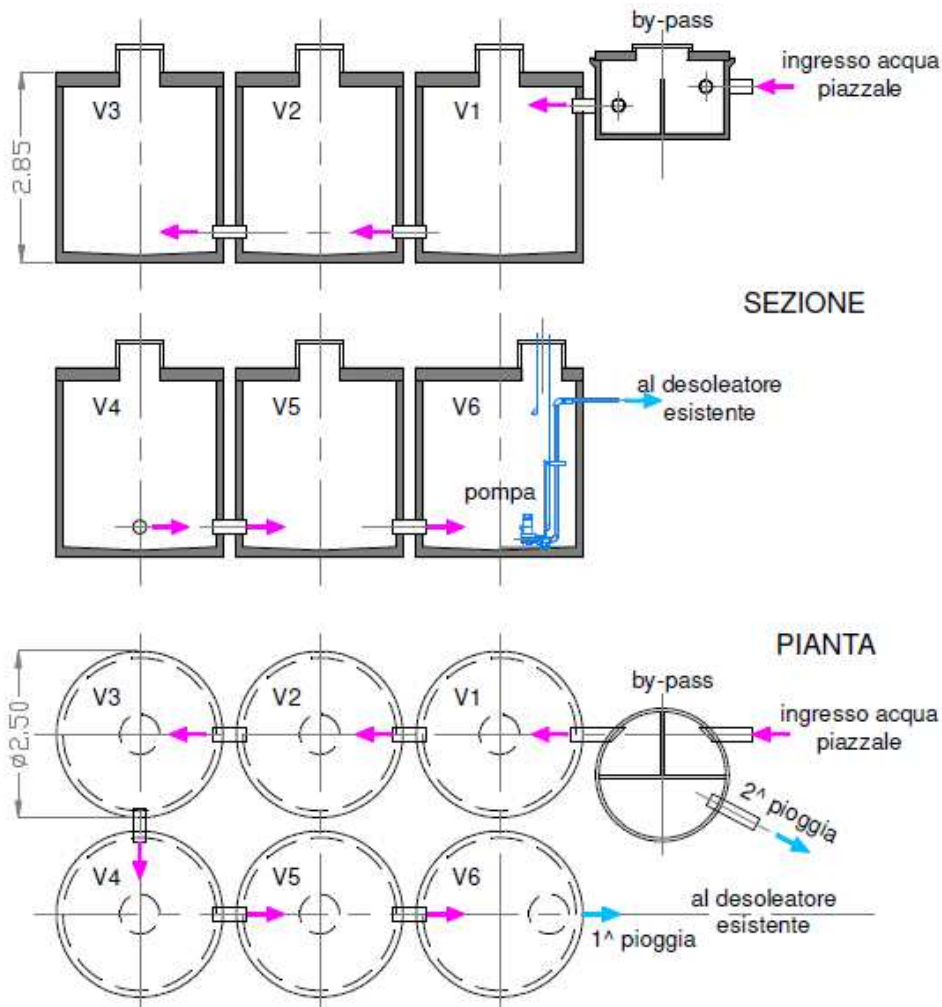 by-pass
ingresso acqua
piazzale
V3
V2
V1
2.85
SEZIONE
V4
V5
V6
al desoleatore
esistente
pompa
PIANTA
by-pass
V3
V2
V1
ingresso acqua
piazzale
ø2.50
2^ pioggia
V4
V5
V6
al desoleatore
esistente
1^ pioggia